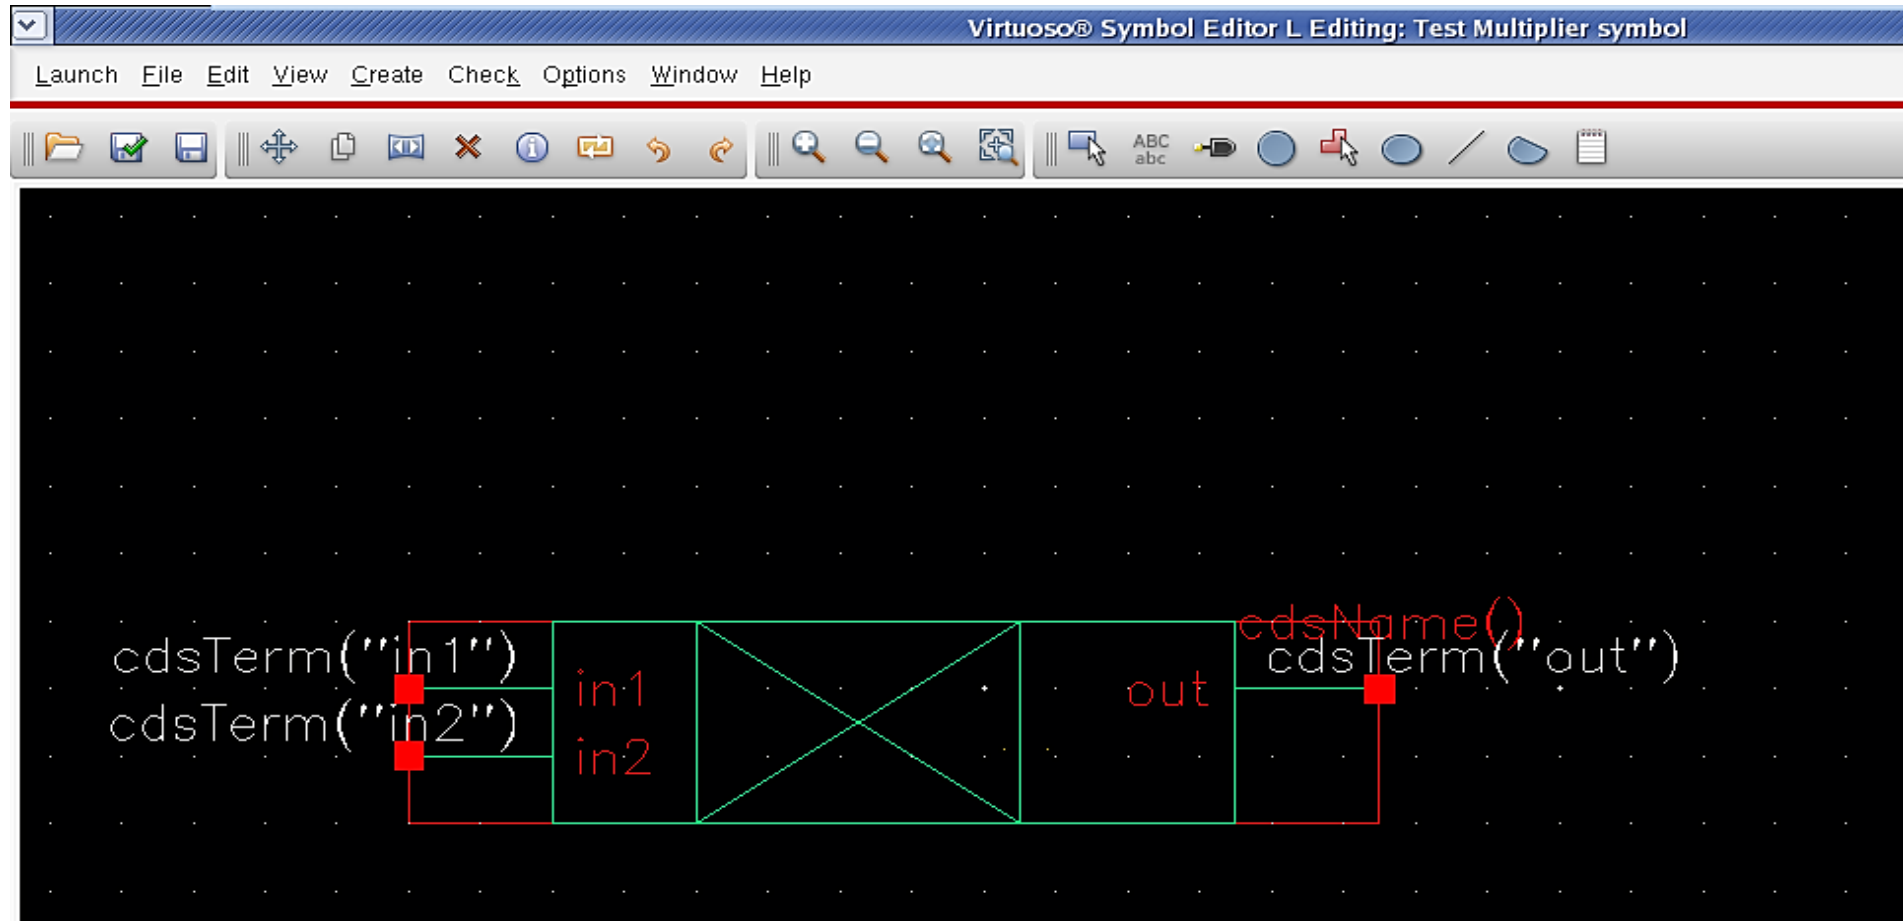 Virtuoso® Symbol Editor L Editing: Test Multiplier symbol
Launch File Edit View Create Check Options Window Help
ABC
abc
cdsName()
cdsTerm("in1")
cdsTerm("out")
in1
out
cdsTerm("in2")
in2